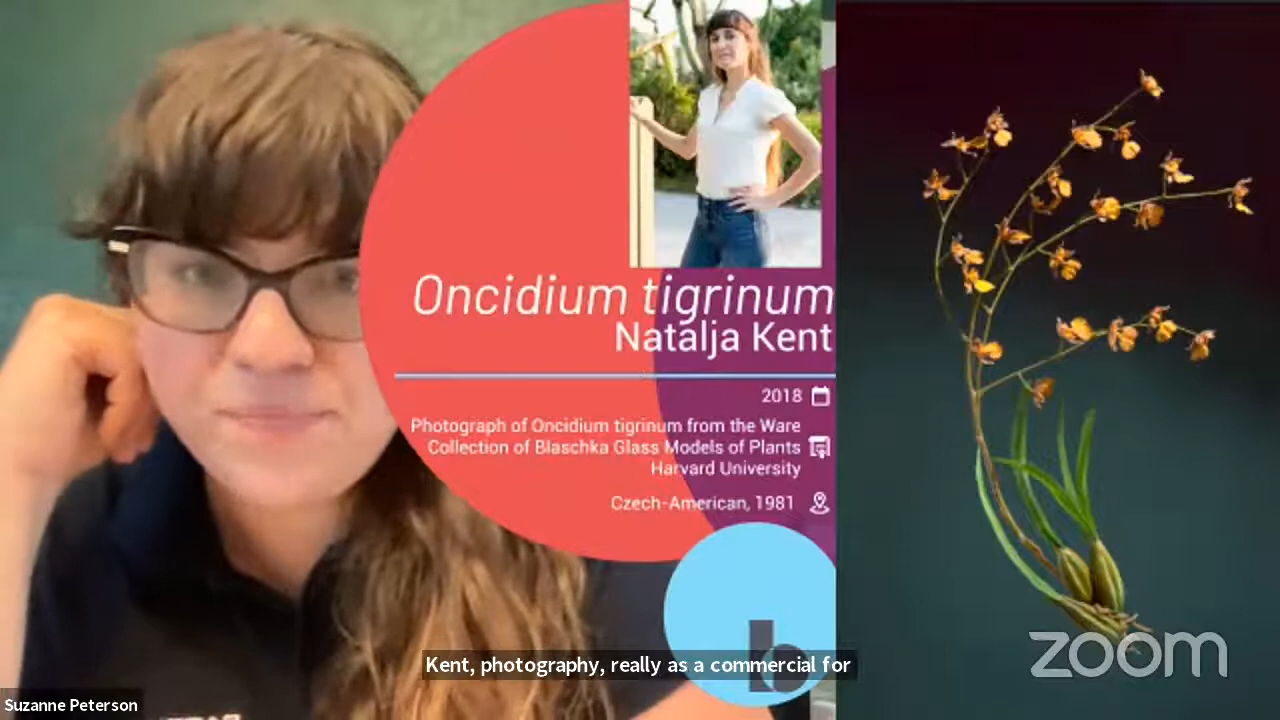 Oncidium tigrinum
Natalja Kent
2018
Photograph of Oncidium tigrinum from the Ware
Collection of Blaschka Glass Models of Plants
Harvard University
Czech-American, 1981
b
Kent, photography, really as a commercial for
zoom
Suzanne Peterson